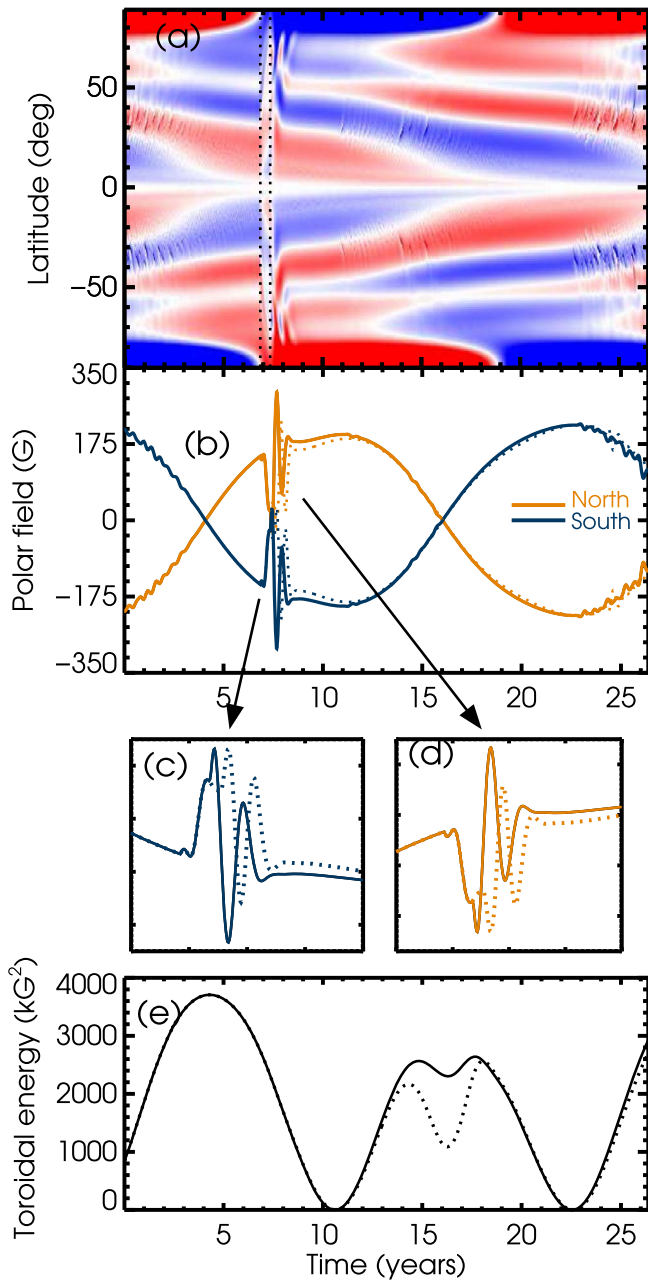 (a)
Latitude (deg)
50
0
−50
(b)
Polar field (G)
350
175
0
−175
−350
North
South
5 10 15 20 25
(c)
(d)
(e)
Toroidal energy (kG²)
4000
3000
2000
1000
0
5 10 15 20 25
Time (years)